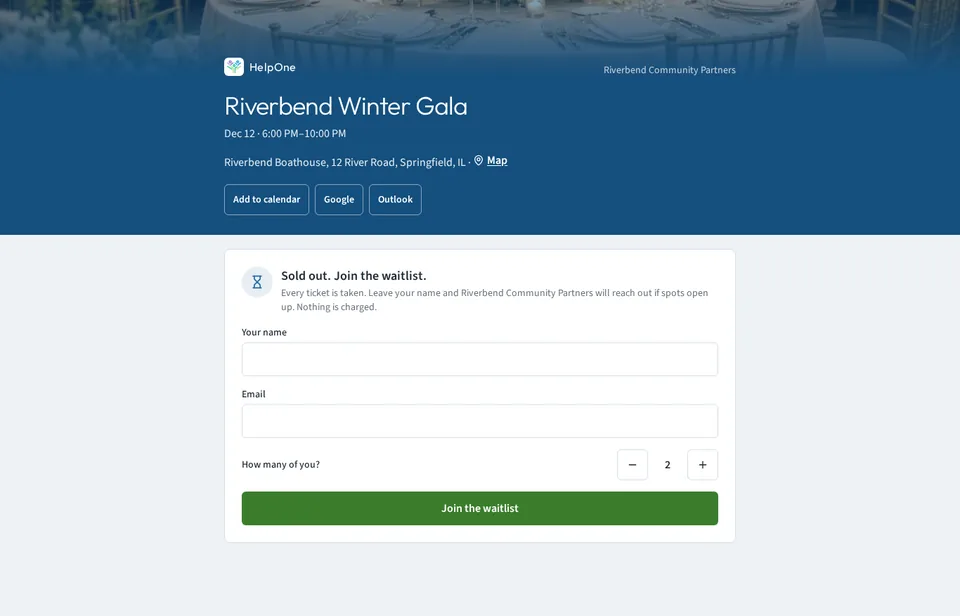 HelpOne
Riverbend Community Partners
Riverbend Winter Gala
Dec 12 · 6:00 PM–10:00 PM
Riverbend Boathouse, 12 River Road, Springfield, IL · Map
Add to calendar
Google
Outlook
Sold out. Join the waitlist.
Every ticket is taken. Leave your name and Riverbend Community Partners will reach out if spots open
up. Nothing is charged.
Your name
Email
How many of you?
− 2 +
Join the waitlist